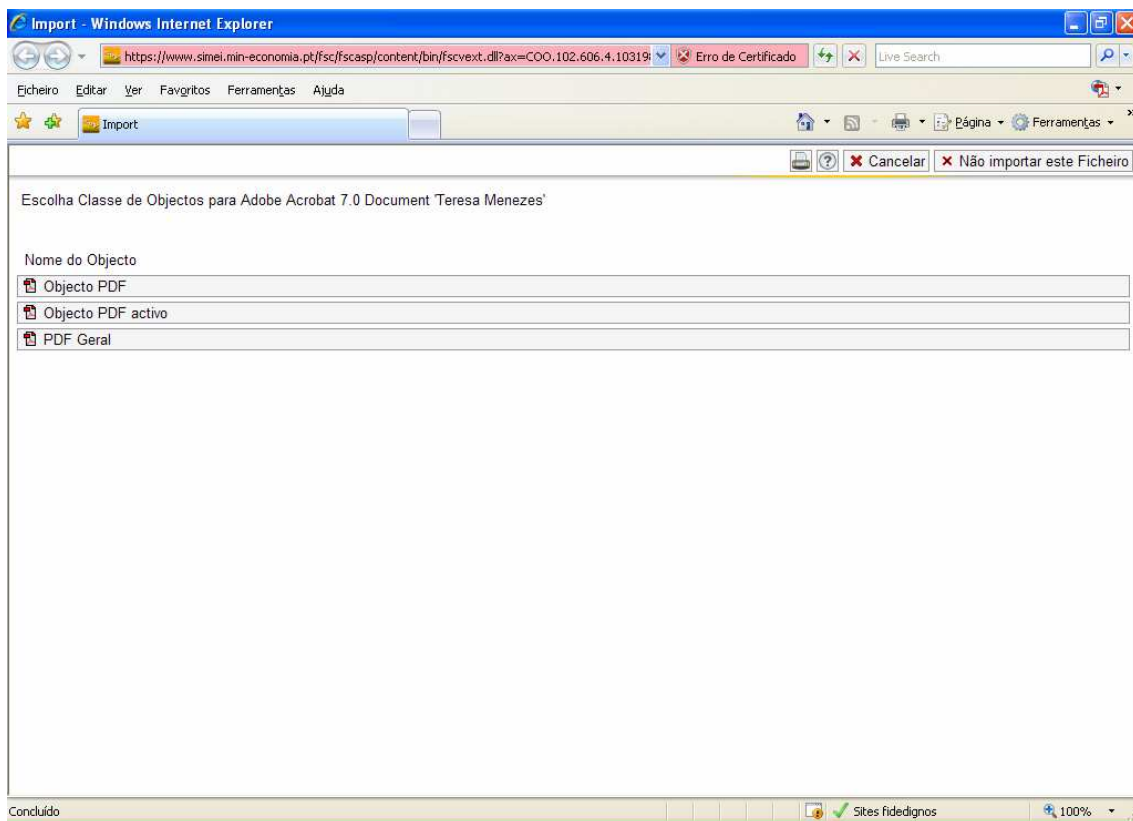 Import - Windows Internet Explorer
https://www.simei.min-economia.pt/fsc/fscasp/content/bin/fscvext.dll?ax=COO.102.606.4.10319 Erro de Certificado Live Search
Ficheiro Editar Ver Favoritos Ferramentas Ajuda
Import Página Ferramentas
Cancelar Não importar este Ficheiro
Escolha Classe de Objectos para Adobe Acrobat 7.0 Document 'Teresa Menezes'
Nome do Objecto
Objecto PDF
Objecto PDF activo
PDF Geral
Concluído Sites fidedignos 100%